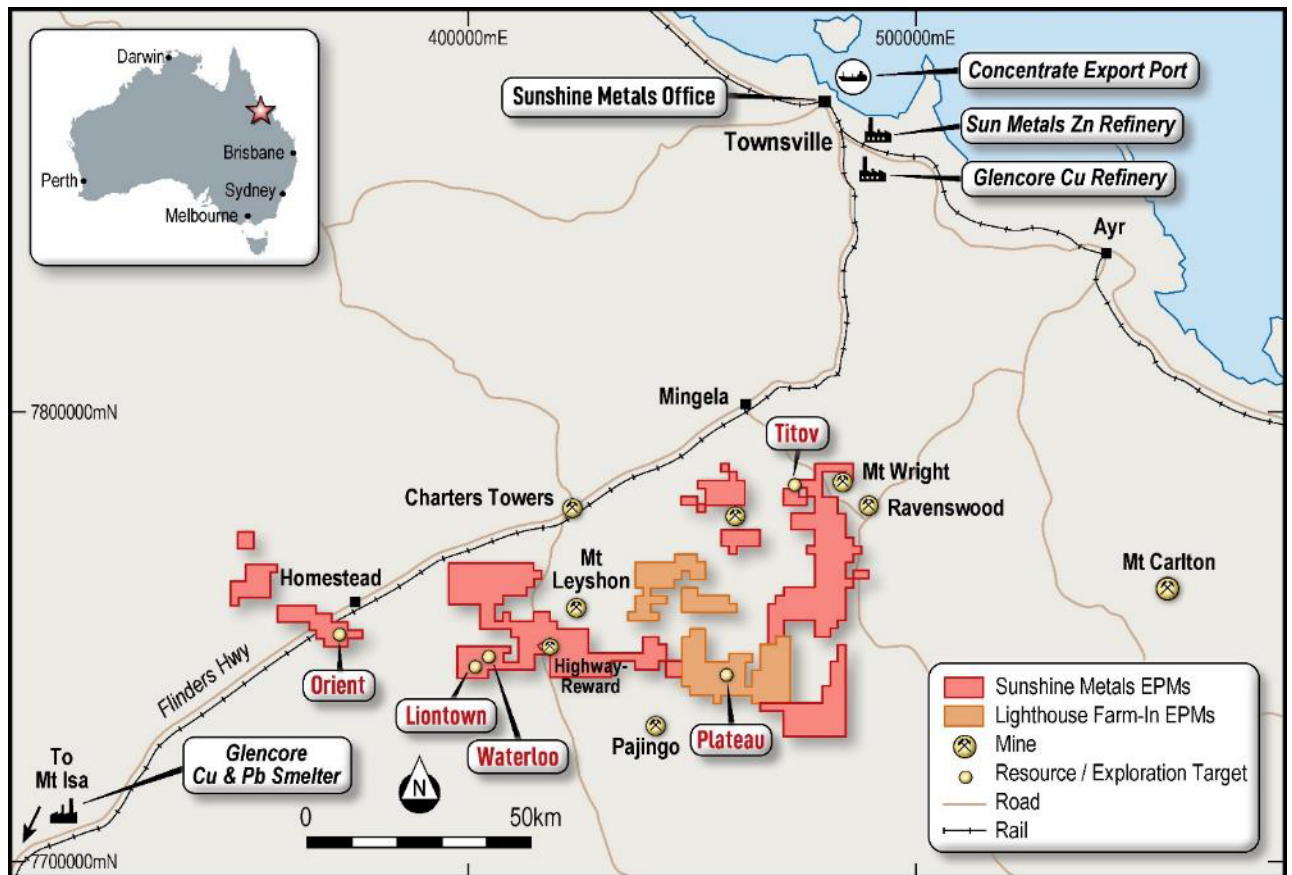 400000mE
500000mE
Darwin
Brisbane
Perth
Sydney
Melbourne
Sunshine Metals Office
Concentrate Export Port
Townsville
Sun Metals Zn Refinery
Glencore Cu Refinery
Ayr
7800000mN
Mingela
Titov
Mt Wright
Charters Towers
Ravenswood
Mt
Leyshon
Mt Carlton
Homestead
Flinders Hwy
Orient
Highway-
Reward
Liontown
Waterloo
Pajingo
Plateau
To
Mt Isa
Glencore
Cu & Pb Smelter
N
0
50km
7700000mN
Sunshine Metals EPMs
Lighthouse Farm-In EPMs
Mine
Resource / Exploration Target
Road
Rail